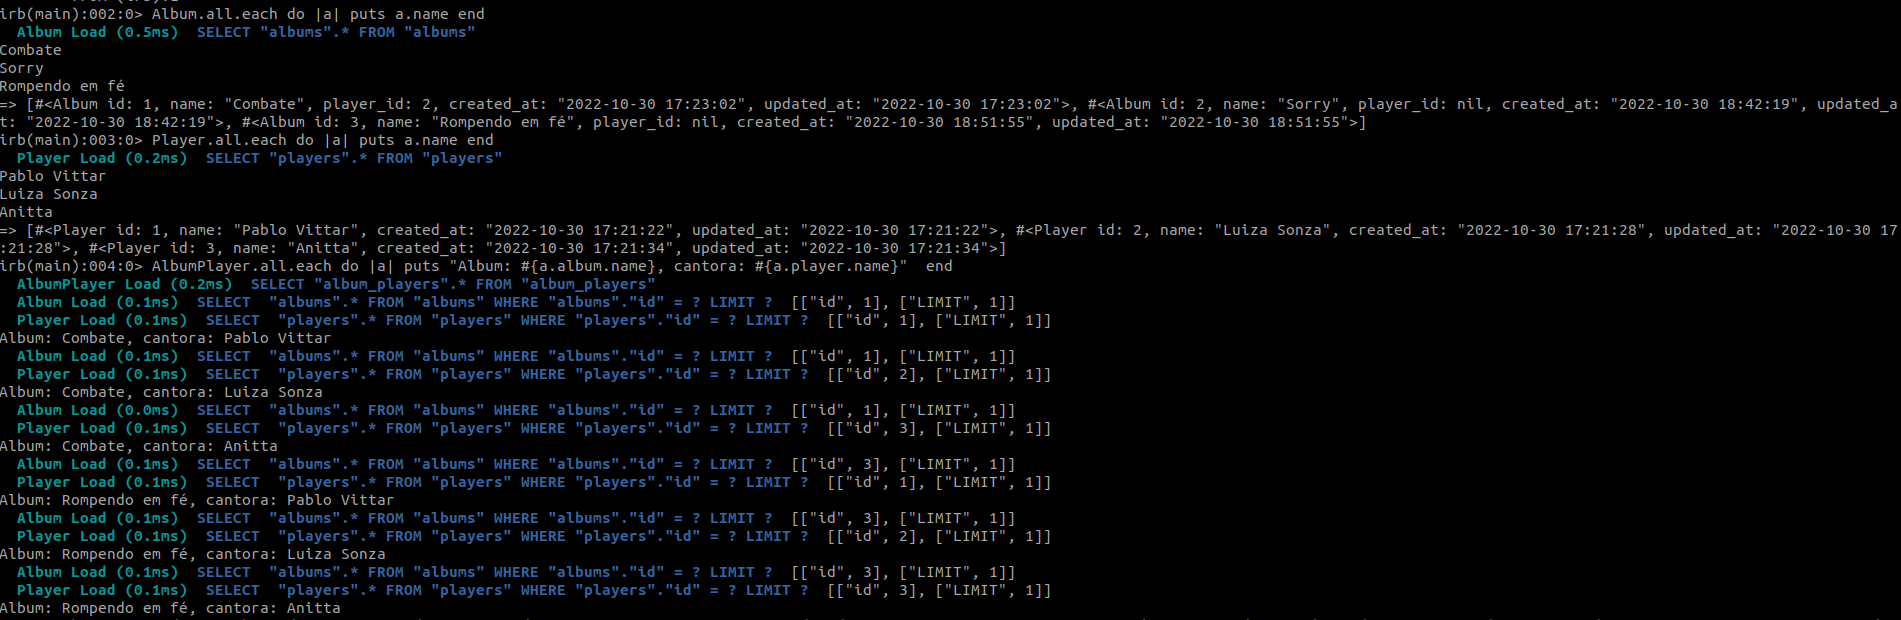 irb(main):002:0> Album.all.each do |a| puts a.name end
  Album Load (0.5ms)  SELECT "albums".* FROM "albums"
Combate
Sorry
Rompendo em fé
=> [#<Album id: 1, name: "Combate", player_id: 2, created_at: "2022-10-30 17:23:02", updated_at: "2022-10-30 17:23:02">, #<Album id: 2, name: "Sorry", player_id: nil, created_at: "2022-10-30 18:42:19", updated_a
t: "2022-10-30 18:42:19">, #<Album id: 3, name: "Rompendo em fé", player_id: nil, created_at: "2022-10-30 18:51:55", updated_at: "2022-10-30 18:51:55">]
irb(main):003:0> Player.all.each do |a| puts a.name end
  Player Load (0.2ms)  SELECT "players".* FROM "players"
Pablo Vittar
Luiza Sonza
Anitta
=> [#<Player id: 1, name: "Pablo Vittar", created_at: "2022-10-30 17:21:22", updated_at: "2022-10-30 17:21:22">, #<Player id: 2, name: "Luiza Sonza", created_at: "2022-10-30 17:21:28", updated_at: "2022-10-30 17
:21:28">, #<Player id: 3, name: "Anitta", created_at: "2022-10-30 17:21:34", updated_at: "2022-10-30 17:21:34">]
irb(main):004:0> AlbumPlayer.all.each do |a| puts "Album: #{a.album.name}, cantora: #{a.player.name}"  end
  AlbumPlayer Load (0.2ms)  SELECT "album_players".* FROM "album_players"
  Album Load (0.1ms)  SELECT  "albums".* FROM "albums" WHERE "albums"."id" = ? LIMIT ?  [["id", 1], ["LIMIT", 1]]
  Player Load (0.1ms)  SELECT  "players".* FROM "players" WHERE "players"."id" = ? LIMIT ?  [["id", 1], ["LIMIT", 1]]
Album: Combate, cantora: Pablo Vittar
  Album Load (0.1ms)  SELECT  "albums".* FROM "albums" WHERE "albums"."id" = ? LIMIT ?  [["id", 1], ["LIMIT", 1]]
  Player Load (0.1ms)  SELECT  "players".* FROM "players" WHERE "players"."id" = ? LIMIT ?  [["id", 2], ["LIMIT", 1]]
Album: Combate, cantora: Luiza Sonza
  Album Load (0.0ms)  SELECT  "albums".* FROM "albums" WHERE "albums"."id" = ? LIMIT ?  [["id", 1], ["LIMIT", 1]]
  Player Load (0.1ms)  SELECT  "players".* FROM "players" WHERE "players"."id" = ? LIMIT ?  [["id", 3], ["LIMIT", 1]]
Album: Combate, cantora: Anitta
  Album Load (0.1ms)  SELECT  "albums".* FROM "albums" WHERE "albums"."id" = ? LIMIT ?  [["id", 3], ["LIMIT", 1]]
  Player Load (0.1ms)  SELECT  "players".* FROM "players" WHERE "players"."id" = ? LIMIT ?  [["id", 1], ["LIMIT", 1]]
Album: Rompendo em fé, cantora: Pablo Vittar
  Album Load (0.1ms)  SELECT  "albums".* FROM "albums" WHERE "albums"."id" = ? LIMIT ?  [["id", 3], ["LIMIT", 1]]
  Player Load (0.1ms)  SELECT  "players".* FROM "players" WHERE "players"."id" = ? LIMIT ?  [["id", 2], ["LIMIT", 1]]
Album: Rompendo em fé, cantora: Luiza Sonza
  Album Load (0.1ms)  SELECT  "albums".* FROM "albums" WHERE "albums"."id" = ? LIMIT ?  [["id", 3], ["LIMIT", 1]]
  Player Load (0.1ms)  SELECT  "players".* FROM "players" WHERE "players"."id" = ? LIMIT ?  [["id", 3], ["LIMIT", 1]]
Album: Rompendo em fé, cantora: Anitta